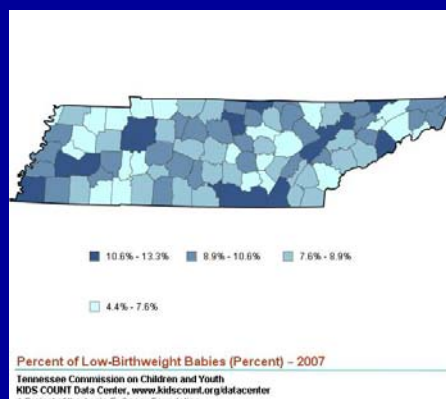 10.6% - 13.3% 8.9% - 10.6% 7.6% - 8.9%
4.4% - 7.6%
Percent of Low-Birthweight Babies (Percent) – 2007
Tennessee Commission on Children and Youth
KIDS COUNT Data Center, www.kidscount.org/datacenter